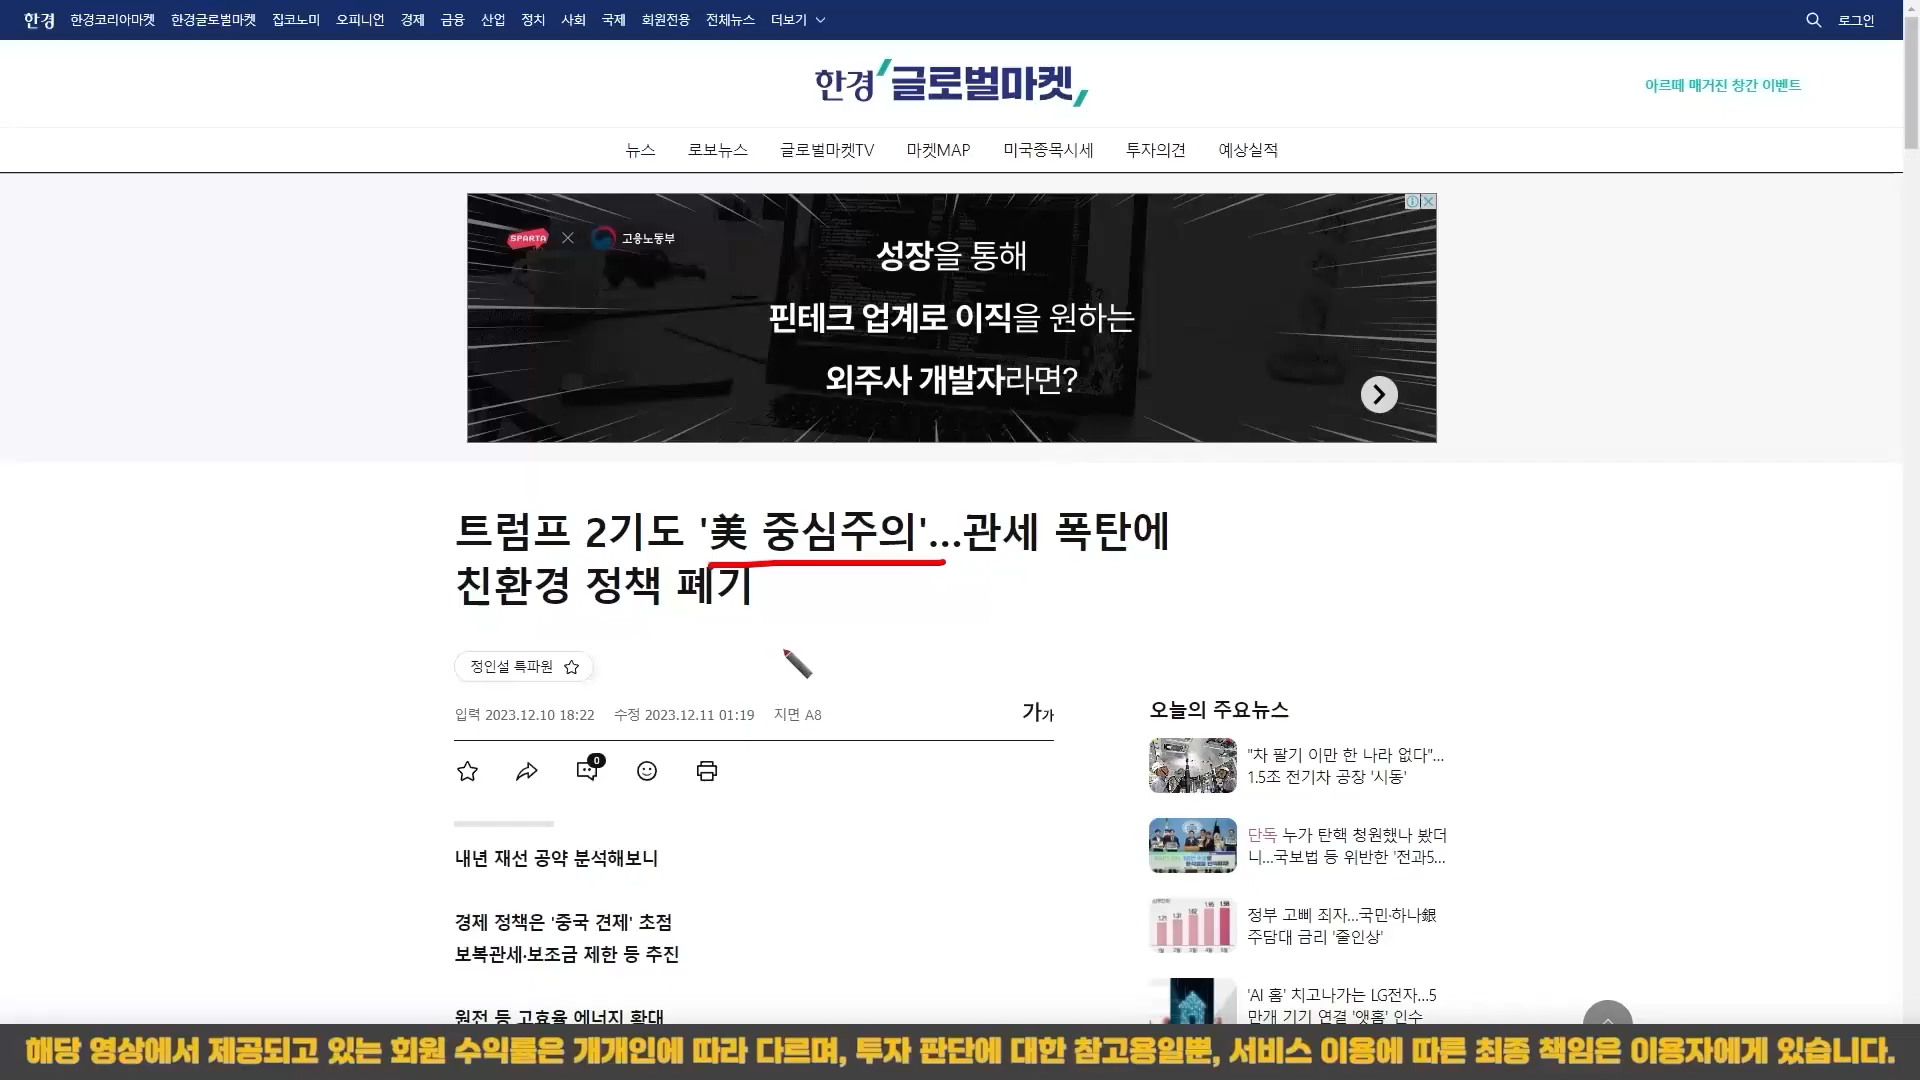 한경 한경코리아마켓 한경글로벌마켓 집코노미 오피니언 경제 금융 산업 정치 사회 국제 회원전용 전체뉴스 더보기 로그인
한경 글로벌마켓
아르떼 매거진 창간 이벤트
뉴스 로보뉴스 글로벌마켓TV 마켓MAP 미국종목시세 투자의견 예상실적
SPARTA × 고용노동부
성장을 통해
핀테크 업계로 이직을 원하는
외주사 개발자라면?
트럼프 2기도 '美 중심주의'…관세 폭탄에
친환경 정책 폐기
정인설 특파원
입력 2023.12.10 18:22 수정 2023.12.11 01:19 지면 A8
가가
0
내년 재선 공약 분석해보니
경제 정책은 '중국 견제' 초점
보복관세·보조금 제한 등 추진
원전 등 고효율 에너지 확대
오늘의 주요뉴스
"차 팔기 이만 한 나라 없다"…
1.5조 전기차 공장 '시동'
단독 누가 탄핵 청원했나 봤더
니…국보법 등 위반한 '전과5…
정부 고삐 죄자…국민·하나銀
주담대 금리 '줄인상'
'AI 홈' 치고나가는 LG전자…5
만개 기기 연결 '앳홈' 인수
해당 영상에서 제공되고 있는 회원 수익률은 개개인에 따라 다르며, 투자 판단에 대한 참고용일뿐, 서비스 이용에 따른 최종 책임은 이용자에게 있습니다.